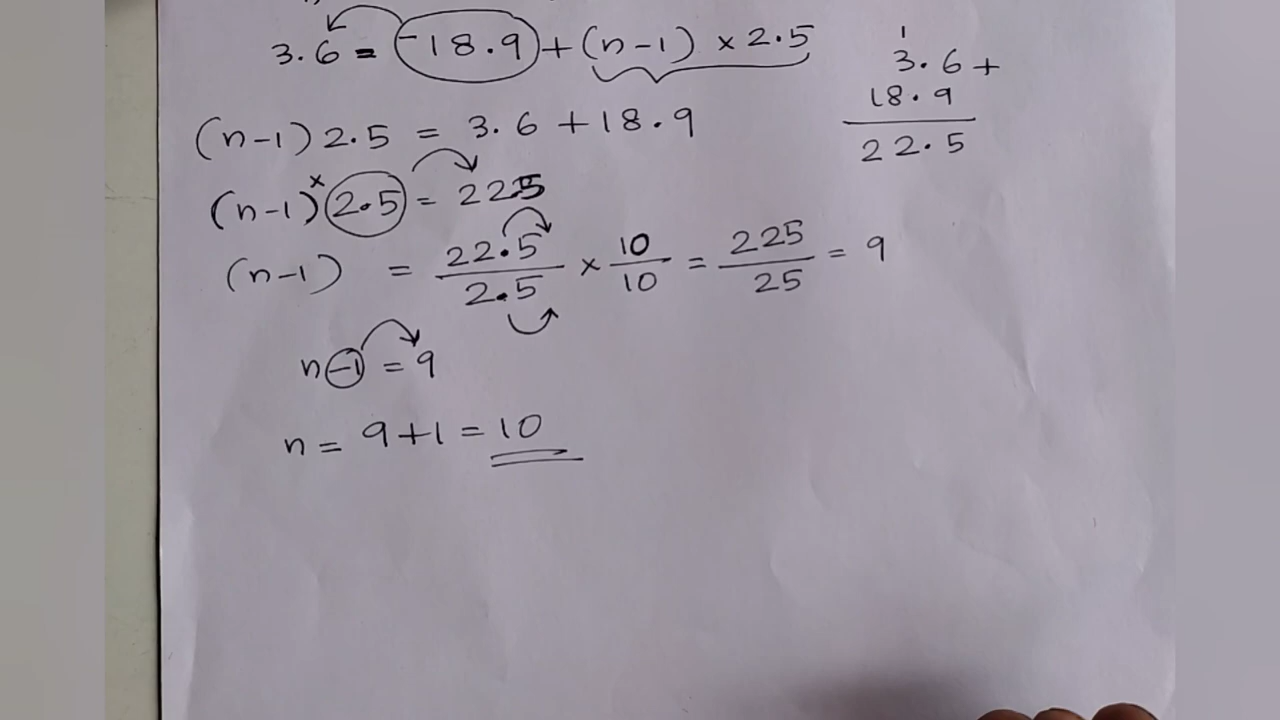 3.6 = -18.9 + (n-1) × 2.5
(n-1) 2.5 = 3.6 + 18.9
(n-1) × 2.5 = 22.5
(n-1) = 22.5/2.5 × 10/10 = 225/25 = 9
n-1 = 9
n = 9+1 = 10
1
3.6 +
18.9
22.5